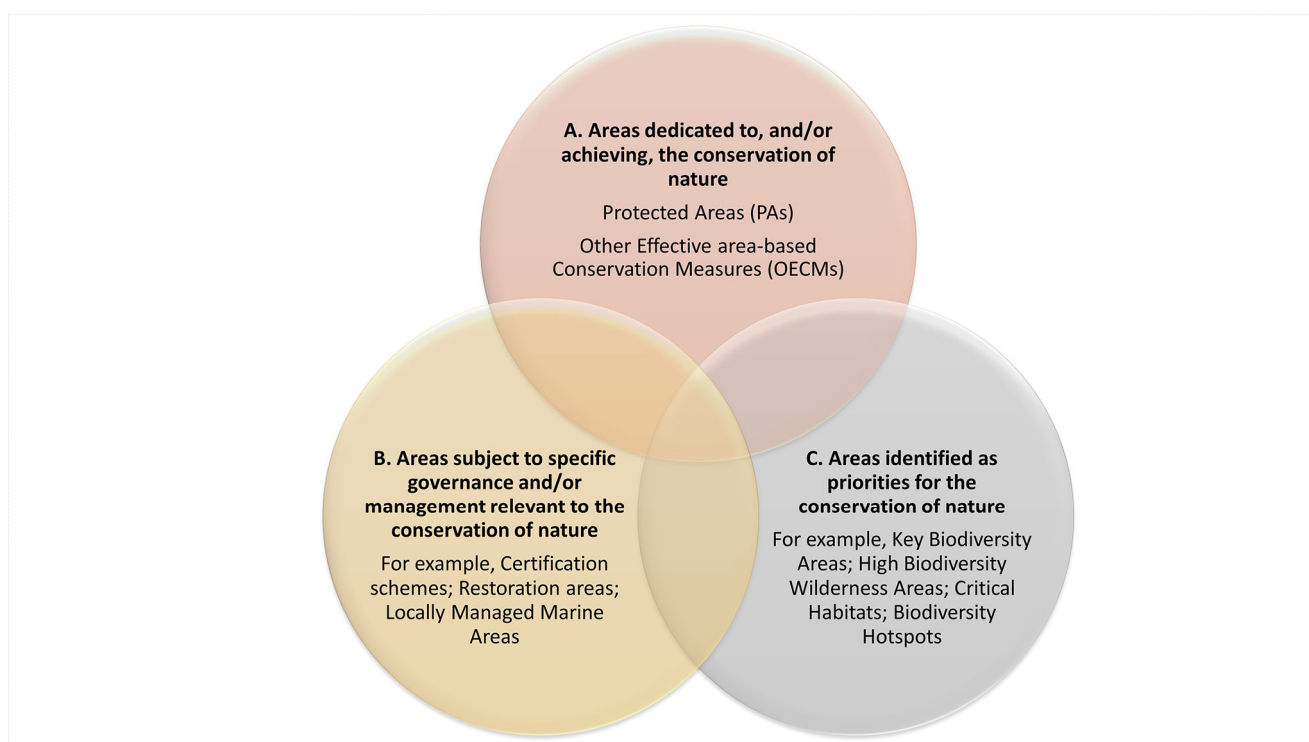 A. Areas dedicated to, and/or
achieving, the conservation of
nature
Protected Areas (PAs)
Other Effective area-based
Conservation Measures (OECMs)
B. Areas subject to specific
governance and/or
management relevant to the
conservation of nature
For example, Certification
schemes; Restoration areas;
Locally Managed Marine
Areas
C. Areas identified as
priorities for the
conservation of nature
For example, Key Biodiversity
Areas; High Biodiversity
Wilderness Areas; Critical
Habitats; Biodiversity
Hotspots